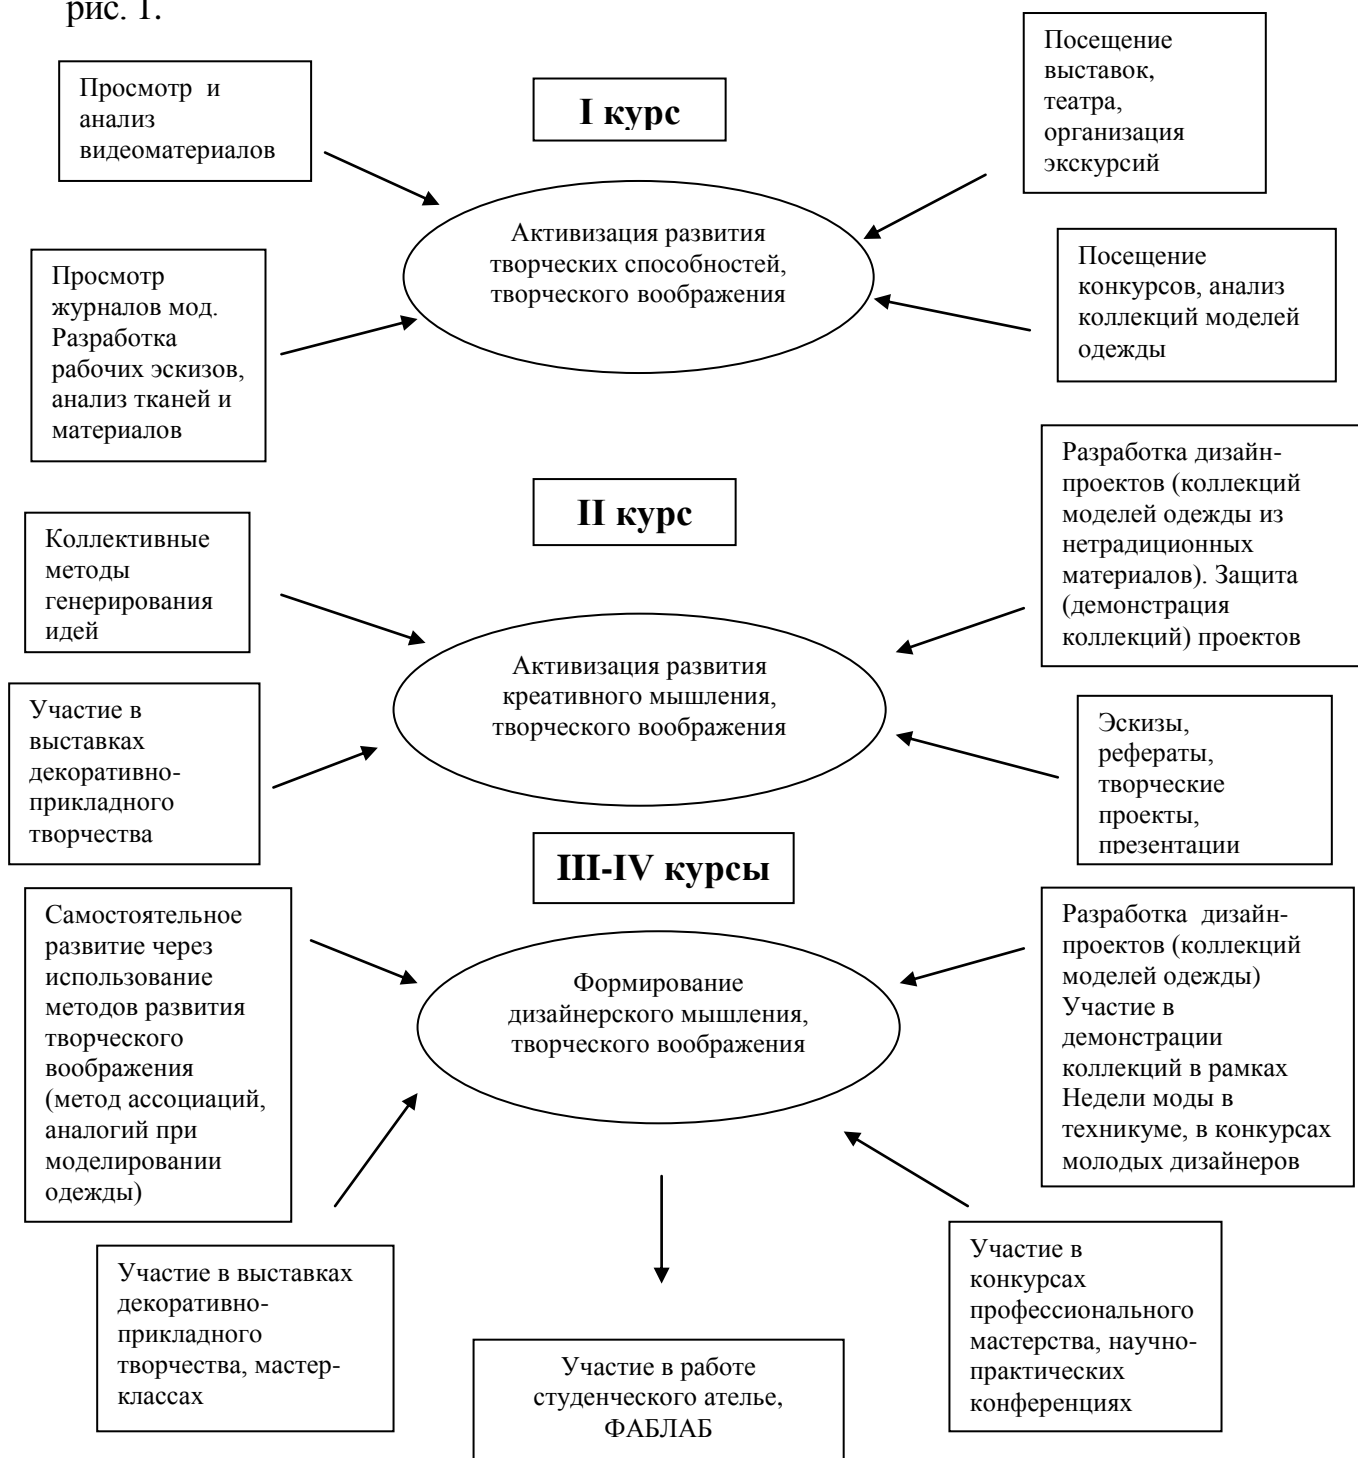 рис. 1.
Просмотр и
анализ
видеоматериалов
I курс
Посещение
выставок,
театра,
организация
экскурсий
Активизация развития
творческих способностей,
творческого воображения
Просмотр
журналов мод.
Разработка
рабочих эскизов,
анализ тканей и
материалов
Посещение
конкурсов, анализ
коллекций моделей
одежды
II курс
Коллективные
методы
генерирования
идей
Разработка дизайн-
проектов (коллекций
моделей одежды из
нетрадиционных
материалов). Защита
(демонстрация
коллекций) проектов
Активизация развития
креативного мышления,
творческого воображения
Участие в
выставках
декоративно-
прикладного
творчества
Эскизы,
рефераты,
творческие
проекты,
презентации
III-IV курсы
Самостоятельное
развитие через
использование
методов развития
творческого
воображения
(метод ассоциаций,
аналогий при
моделировании
одежды)
Формирование
дизайнерского мышления,
творческого воображения
Разработка дизайн-
проектов (коллекций
моделей одежды)
Участие в
демонстрации
коллекций в рамках
Недели моды в
техникуме, в конкурсах
молодых дизайнеров
Участие в выставках
декоративно-
прикладного
творчества, мастер-
классах
Участие в работе
студенческого ателье,
ФАБЛАБ
Участие в
конкурсах
профессионального
мастерства, научно-
практических
конференциях